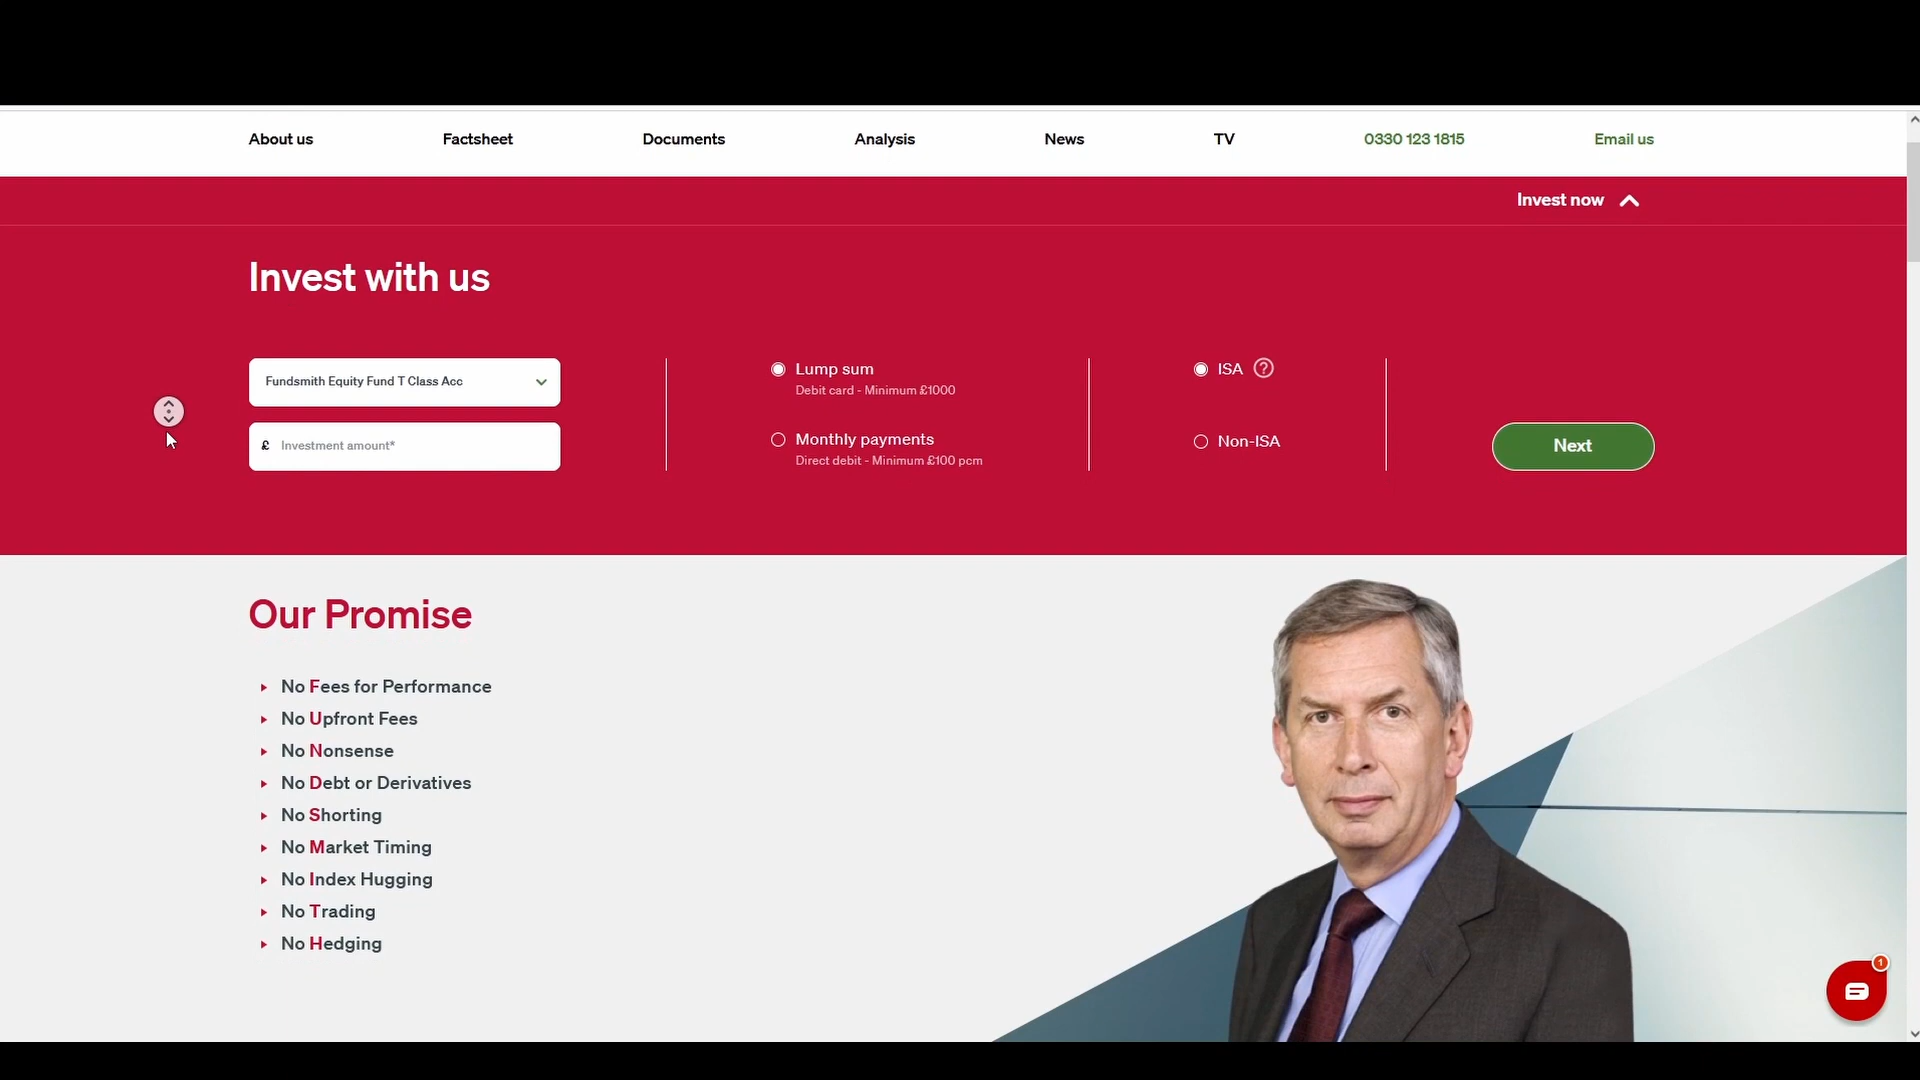 About us
Factsheet
Documents
Analysis
News
TV
0330 123 1815
Email us
Invest now
Invest with us
Fundsmith Equity Fund T Class Acc
£ Investment amount*
Lump sum
Debit card - Minimum £1000
Monthly payments
Direct debit - Minimum £100 pcm
ISA ?
Non-ISA
Next
Our Promise
No Fees for Performance
No Upfront Fees
No Nonsense
No Debt or Derivatives
No Shorting
No Market Timing
No Index Hugging
No Trading
No Hedging
1